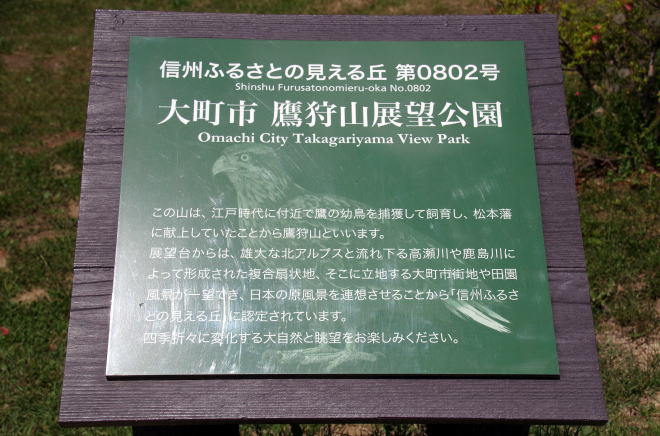 信州ふるさとの見える丘 第0802号
Shinshu Furusatonomieru-oka No.0802
大町市 鷹狩山展望公園
Omachi City Takagariyama View Park
この山は、江戸時代に付近で鷹の幼鳥を捕獲して飼育し、松本藩
に献上していたことから鷹狩山といいます。
展望台からは、雄大な北アルプスと流れ下る高瀬川や鹿島川に
よって形成された複合扇状地、そこに立地する大町市街地や田園
風景が一望でき、日本の原風景を連想させることから「信州ふるさ
との見える丘」に認定されています。
四季折々に変化する大自然と眺望をお楽しみください。